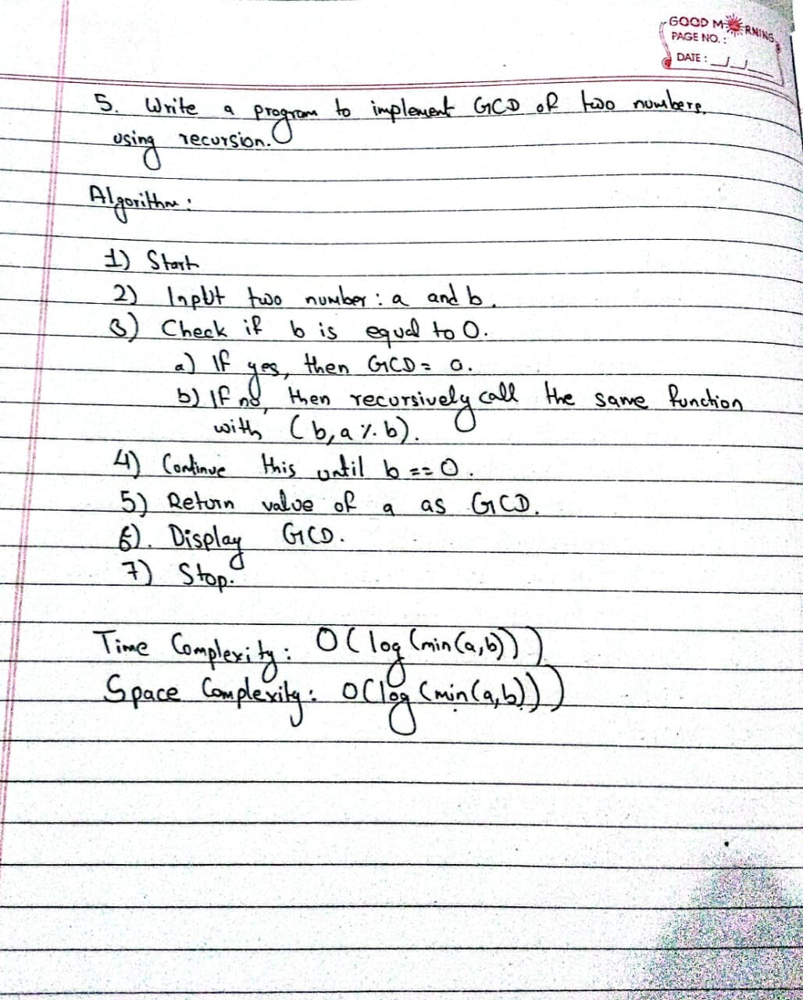 GOOD MORNING
PAGE NO. :
DATE : _/_/_
5. Write a program to implement GCD of two numbers.
using recursion.
Algorithm:
1) Start
2) Input two number: a and b.
3) Check if b is equal to 0.
a) If yes, then GCD = a.
b) If no, then recursively call the same function
with (b, a % b).
4) Continue this until b == 0.
5) Return value of a as GCD.
6). Display GCD.
7) Stop.
Time Complexity: O(log(min(a,b)))
Space Complexity: O(log(min(a,b)))